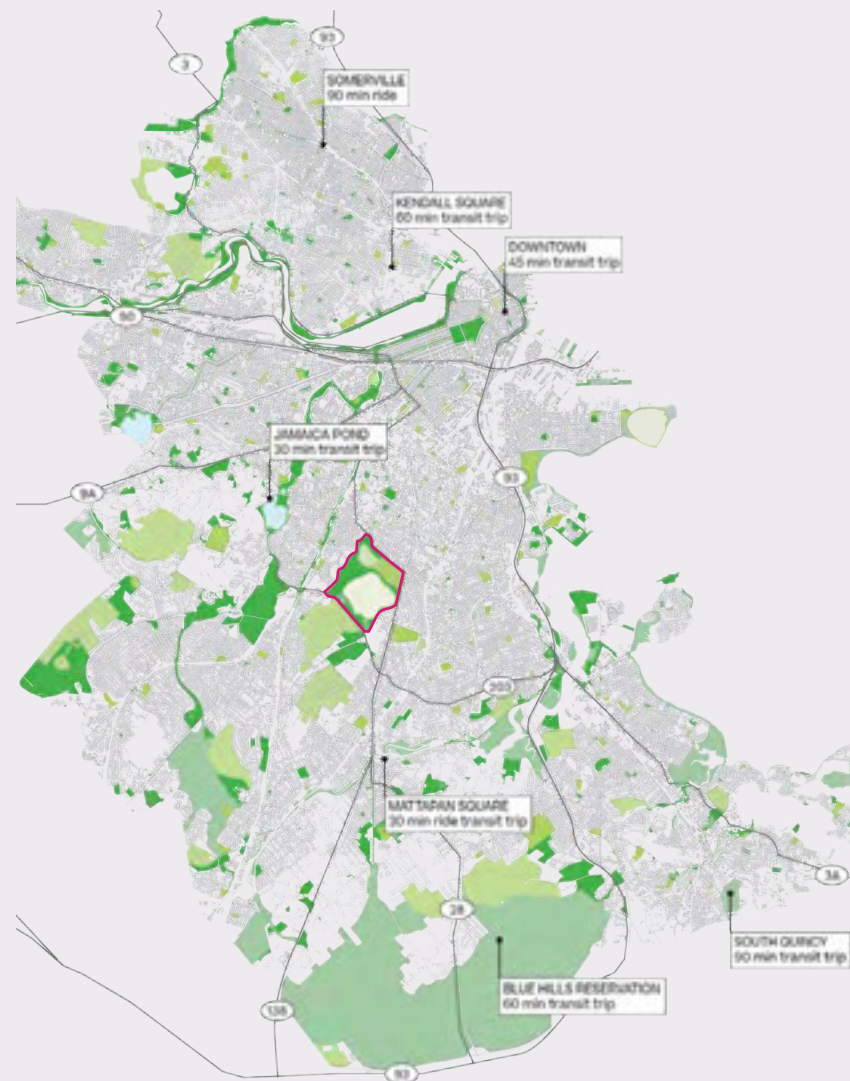 93
3
SOMERVILLE
90 min ride
KENDALL SQUARE
60 min transit trip
DOWNTOWN
45 min transit trip
90
JAMAICA POND
30 min transit trip
93
9A
203
MATTAPAN SQUARE
30 min ride transit trip
3A
28
SOUTH QUINCY
90 min transit trip
BLUE HILLS RESERVATION
60 min transit trip
138
93